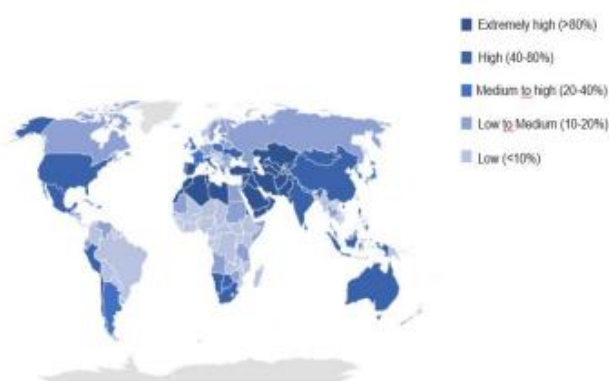 Extremely high (>80%)
High (40-80%)
Medium to high (20-40%)
Low to Medium (10-20%)
Low (<10%)